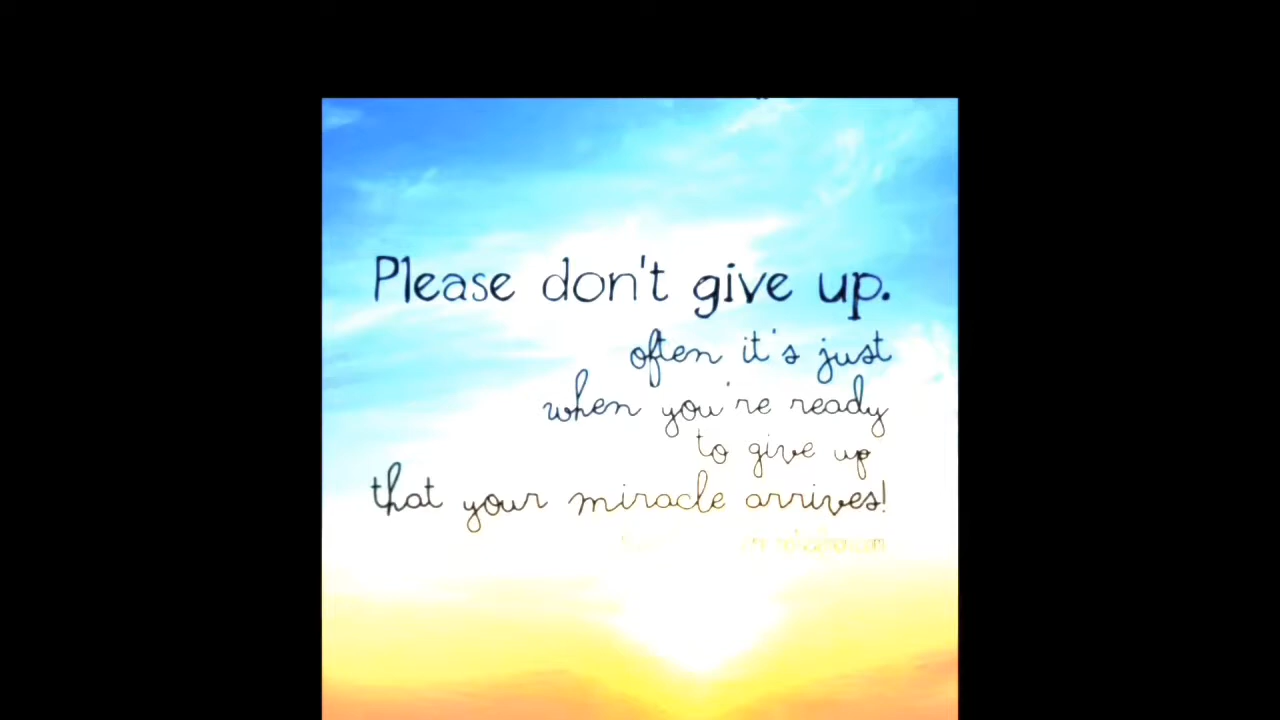 Please don't give up.
often it's just
when you're ready
to give up
that your miracle arrives!